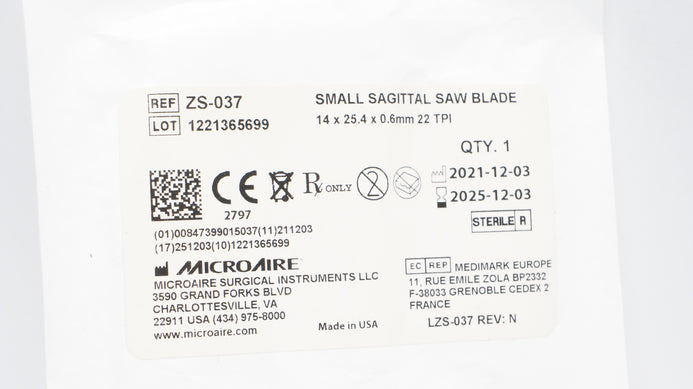 REF ZS-037
LOT 1221365699
SMALL SAGITTAL SAW BLADE
14 x 25.4 x 0.6mm 22 TPI
QTY. 1
2021-12-03
2025-12-03
STERILE R
CE
2797
Rx ONLY
2
(01)00847399015037(11)211203
(17)251203(10)1221365699
MICROAIRE
MICROAIRE SURGICAL INSTRUMENTS LLC
3590 GRAND FORKS BLVD
CHARLOTTESVILLE, VA
22911 USA (434) 975-8000
www.microaire.com
Made in USA
EC REP MEDIMARK EUROPE
11, RUE EMILE ZOLA BP2332
F-38033 GRENOBLE CEDEX 2
FRANCE
LZS-037 REV: N